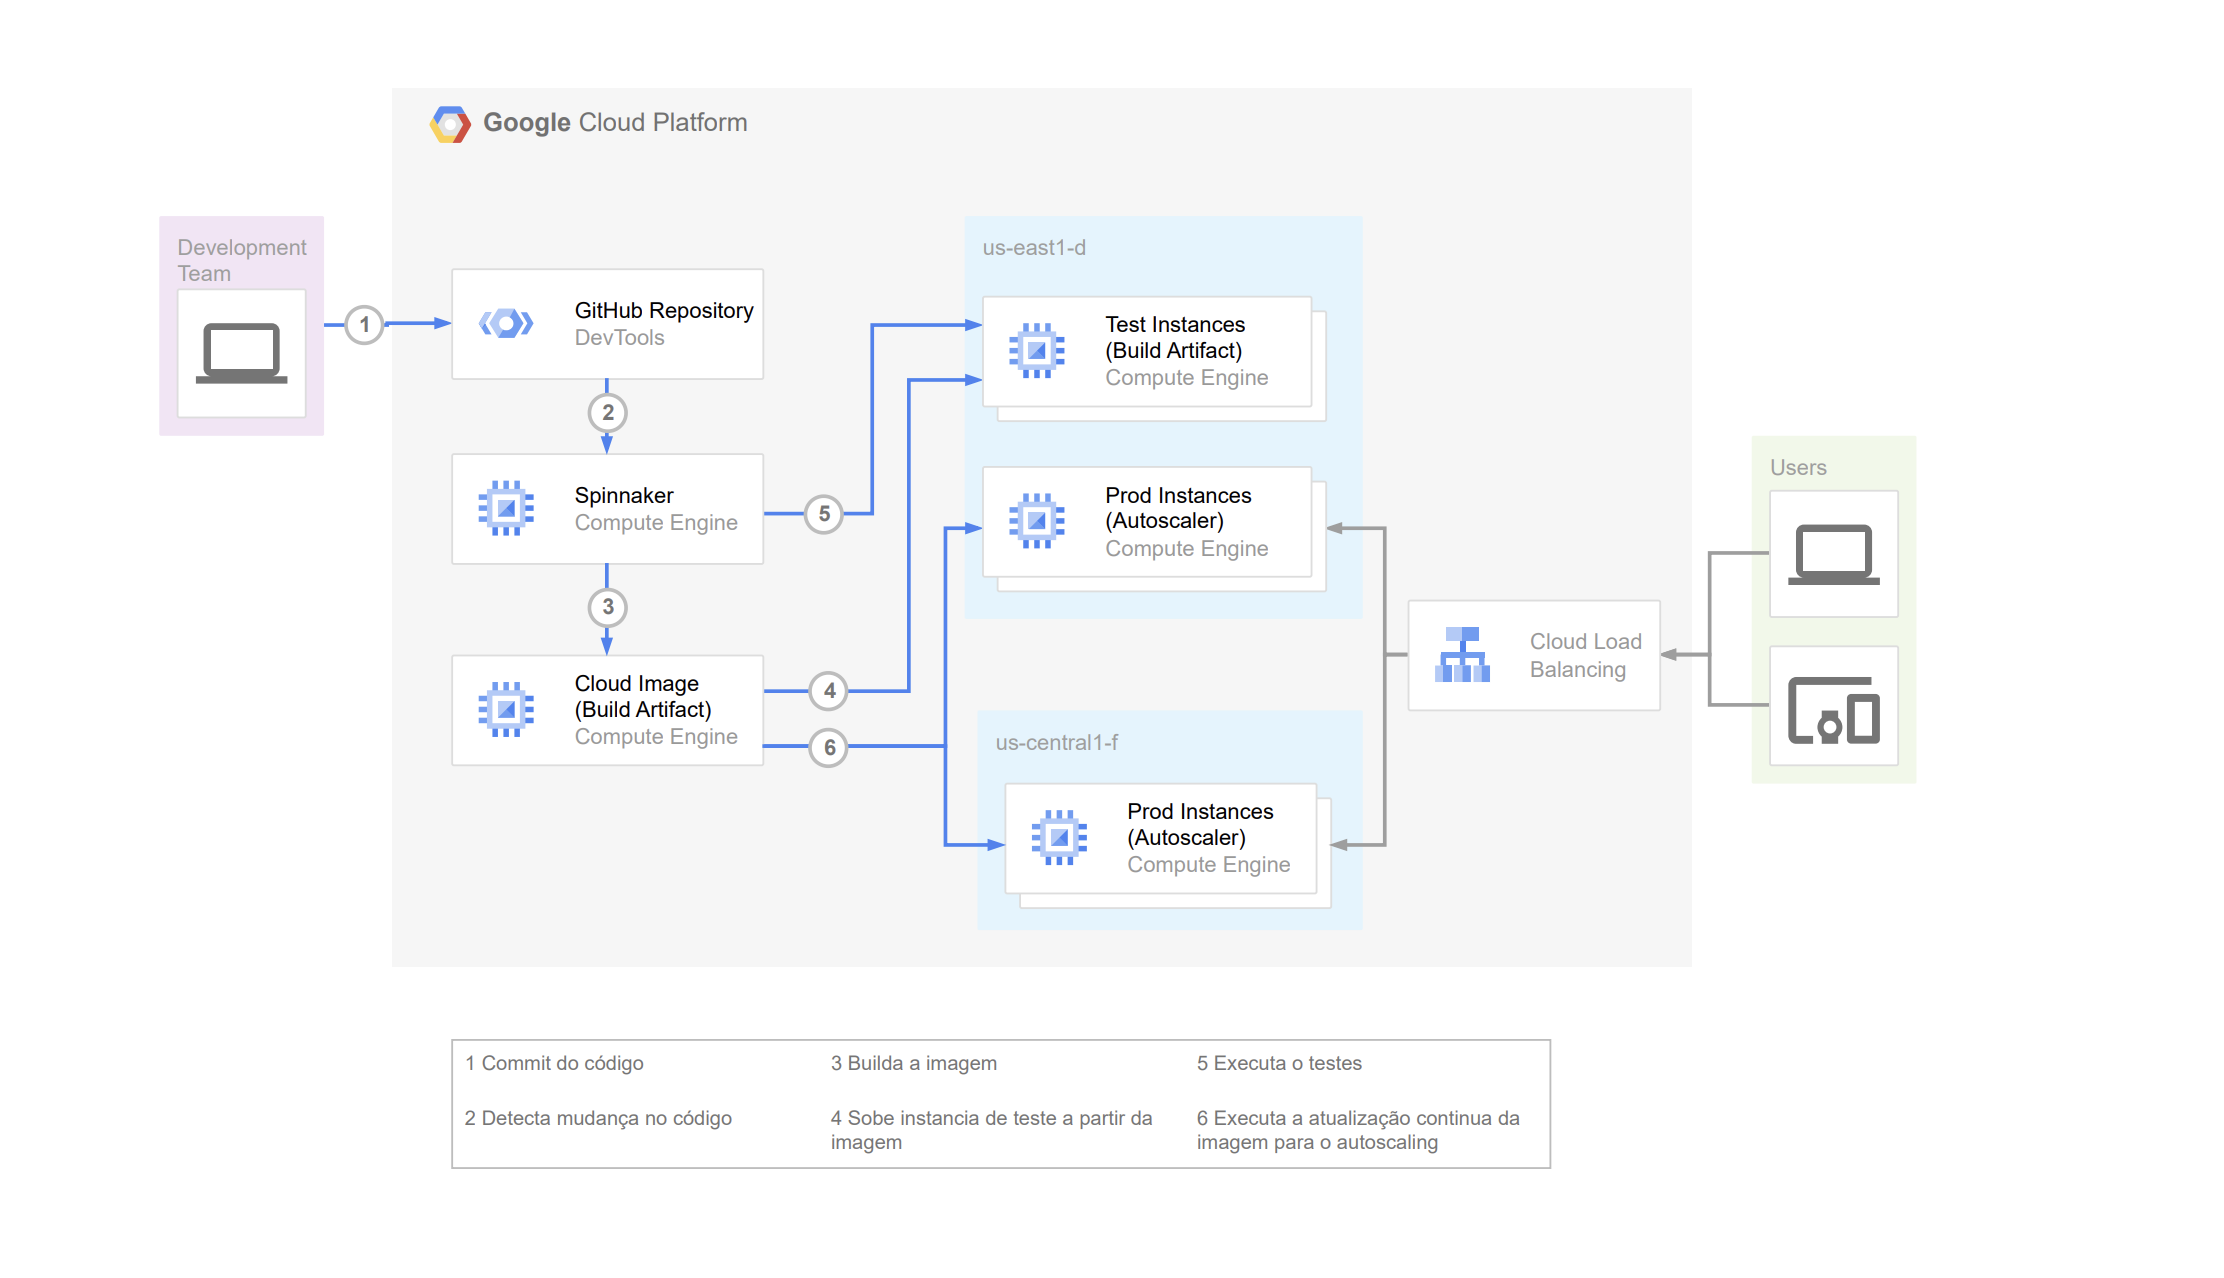 Google Cloud Platform
Development
Team
1
GitHub Repository
DevTools
2
Spinnaker
Compute Engine
3
Cloud Image
(Build Artifact)
Compute Engine
5
4
6
us-east1-d
Test Instances
(Build Artifact)
Compute Engine
Prod Instances
(Autoscaler)
Compute Engine
us-central1-f
Prod Instances
(Autoscaler)
Compute Engine
Cloud Load
Balancing
Users
1 Commit do código
2 Detecta mudança no código
3 Builda a imagem
4 Sobe instancia de teste a partir da
imagem
5 Executa o testes
6 Executa a atualização continua da
imagem para o autoscaling